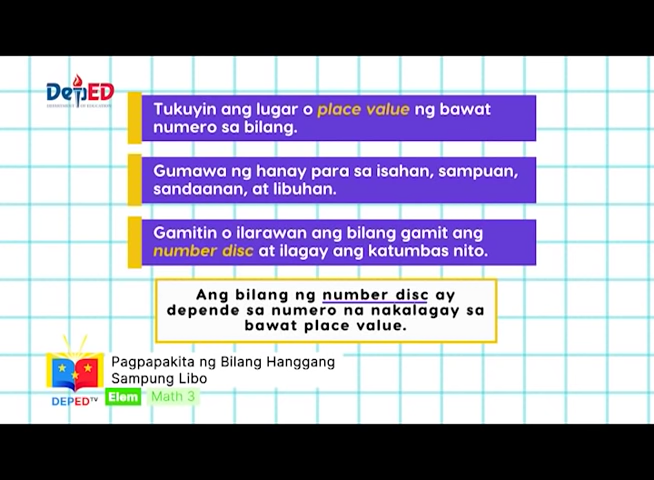 DepED
DEPARTMENT OF EDUCATION
Tukuyin ang lugar o place value ng bawat
numero sa bilang.
Gumawa ng hanay para sa isahan, sampuan,
sandaanan, at libuhan.
Gamitin o ilarawan ang bilang gamit ang
number disc at ilagay ang katumbas nito.
Ang bilang ng number disc ay
depende sa numero na nakalagay sa
bawat place value.
Pagpapakita ng Bilang Hanggang
Sampung Libo
DEPED TV
Elem Math 3